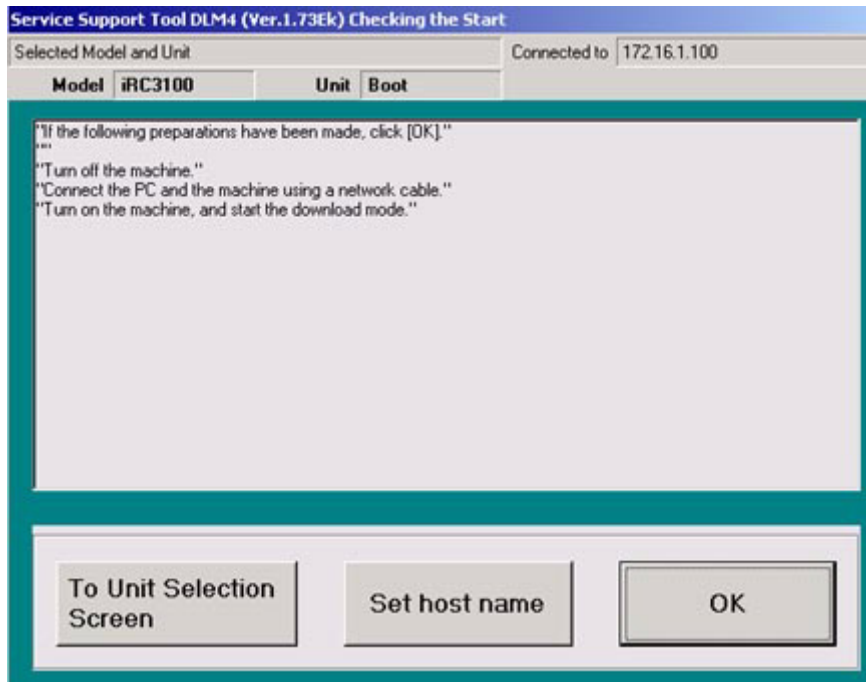 Service Support Tool DLM4 (Ver.1.73Ek) Checking the Start
Selected Model and Unit Connected to 172.16.1.100
Model iRC3100 Unit Boot
"If the following preparations have been made, click [OK]."
""
"Turn off the machine."
"Connect the PC and the machine using a network cable."
"Turn on the machine, and start the download mode."
To Unit Selection
Screen
Set host name
OK